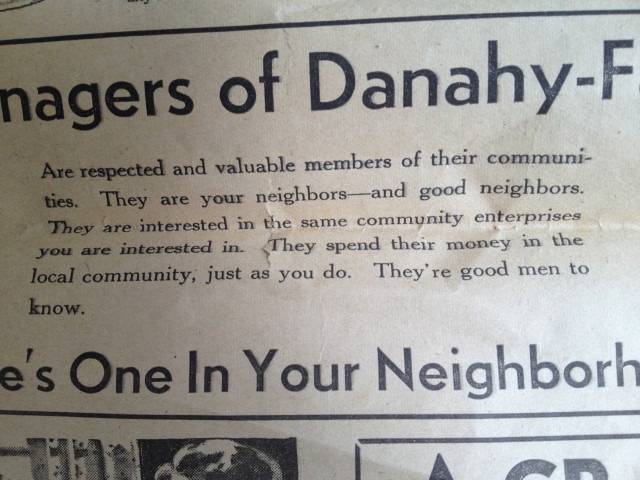 nagers of Danahy-F
Are respected and valuable members of their communi-
ties. They are your neighbors—and good neighbors.
They are interested in the same community enterprises
you are interested in. They spend their money in the
local community, just as you do. They're good men to
know.
e's One In Your Neighborh